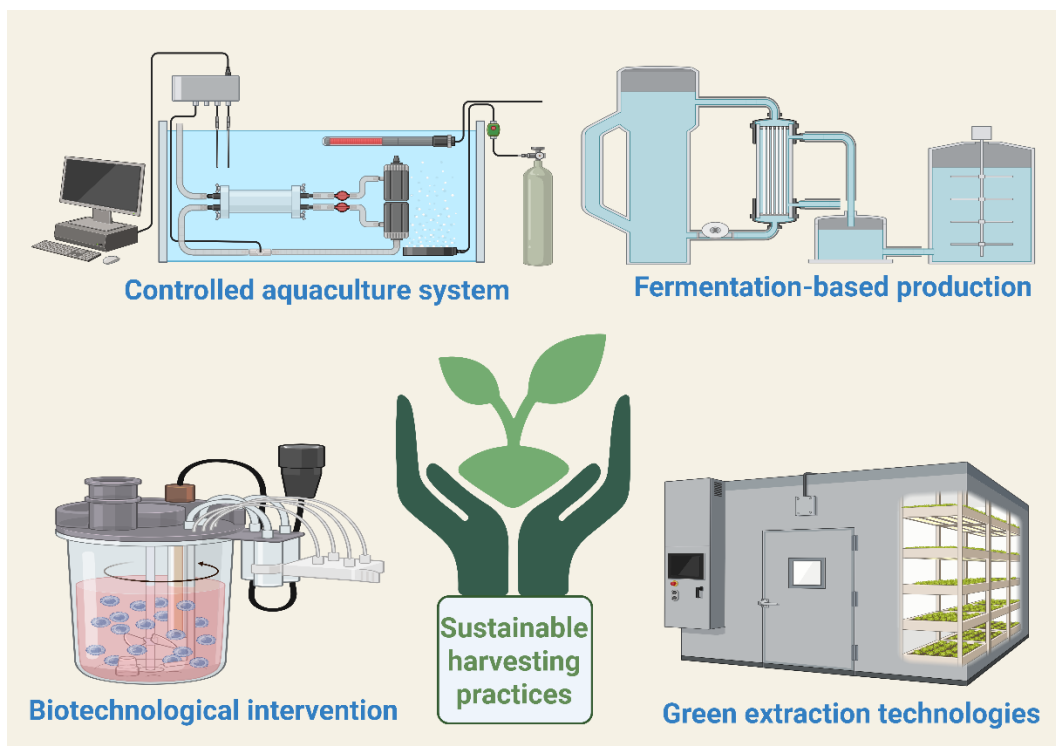 Controlled aquaculture system
Fermentation-based production
Sustainable
harvesting
practices
Biotechnological intervention
Green extraction technologies